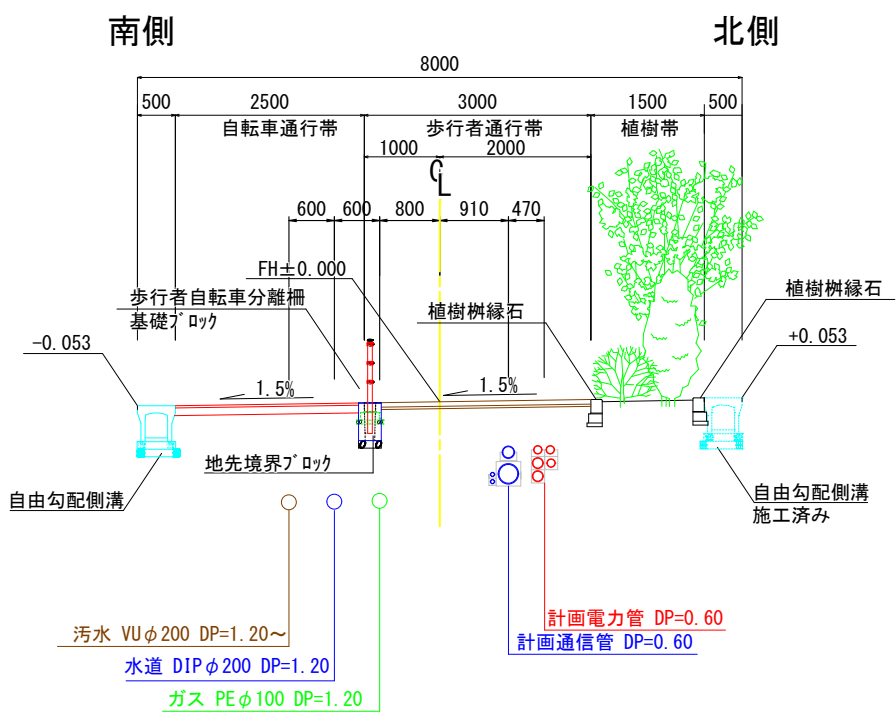 南側
北側
8000
500
2500
3000
1500
500
自転車通行帯
歩行者通行帯
植樹帯
1000
2000
CL
600
600
800
910
470
FH±0.000
歩行者自転車分離柵
基礎ブロック
植樹桝縁石
植樹桝縁石
-0.053
+0.053
1.5%
1.5%
地先境界ブロック
自由勾配側溝
自由勾配側溝
施工済み
計画電力管 DP=0.60
計画通信管 DP=0.60
汚水 VUφ200 DP=1.20～
水道 DIPφ200 DP=1.20
ガス PEφ100 DP=1.20